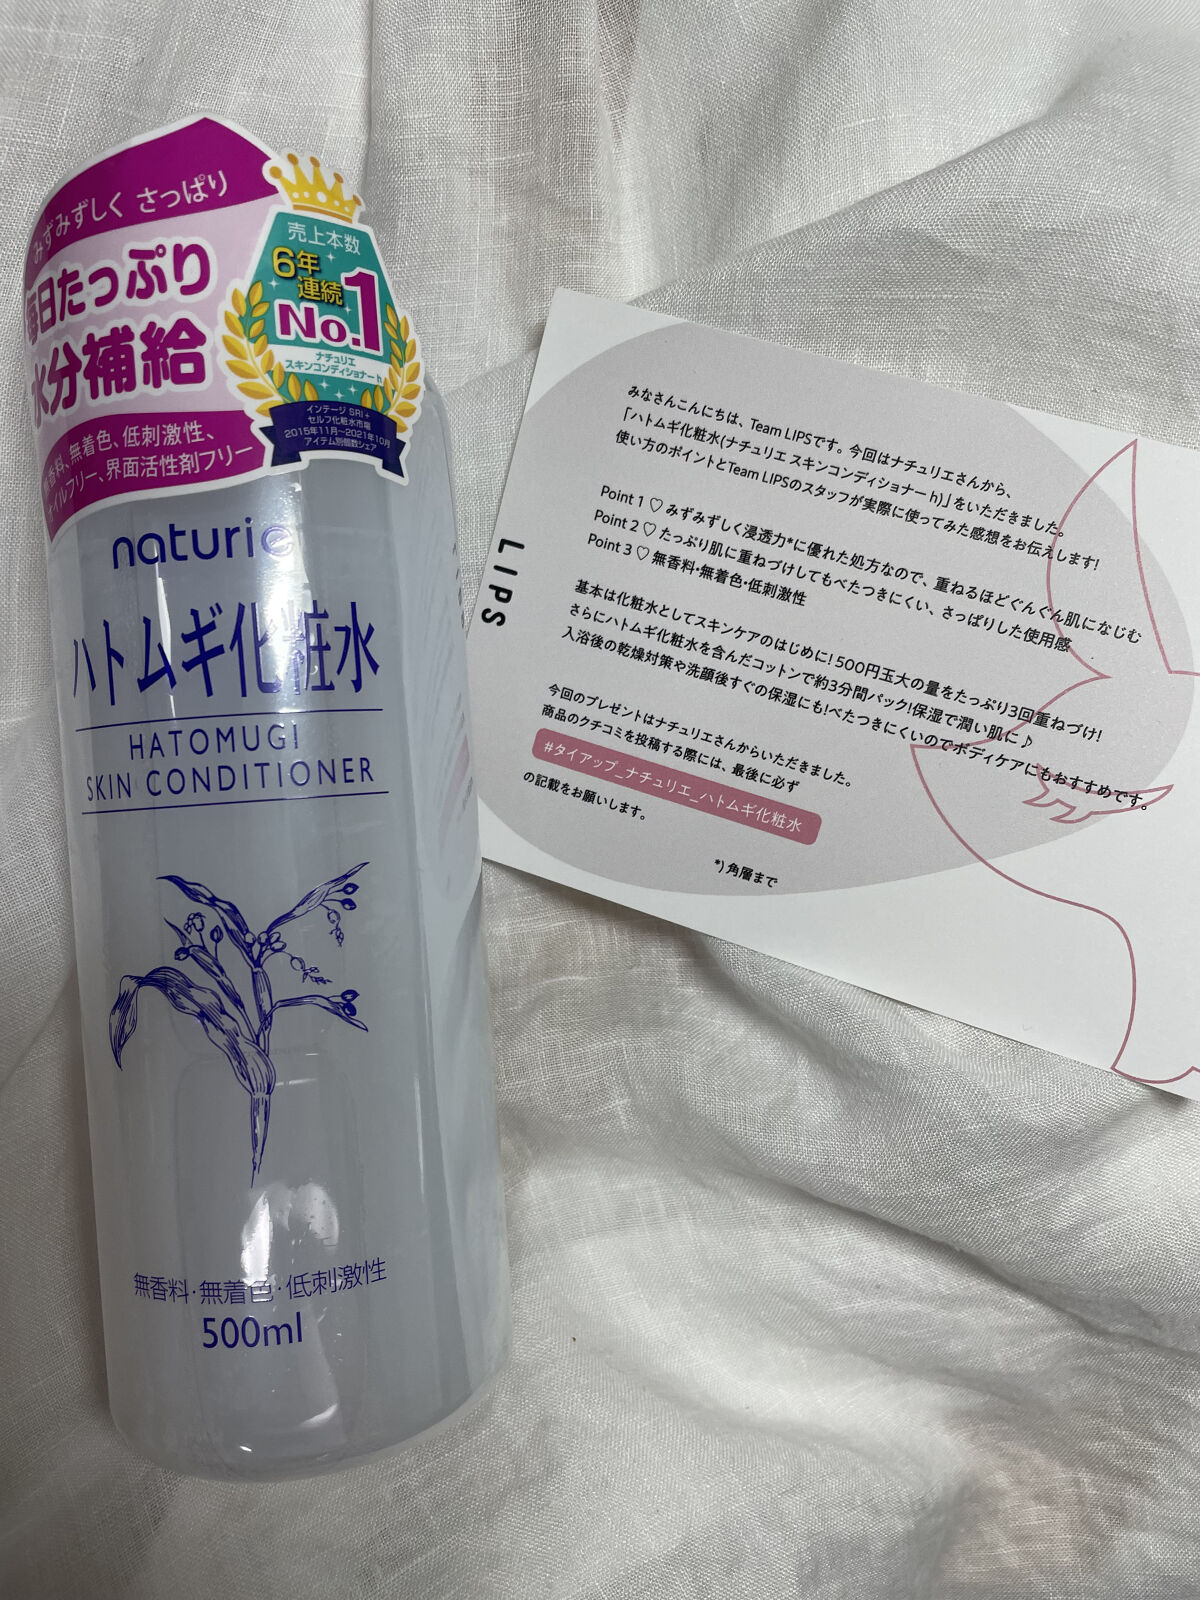 みずみずしく さっぱり
毎日たっぷり
水分補給
無香料、無着色、低刺激性、
オイルフリー、界面活性剤フリー
売上本数
6年
連続
No.1
ナチュリエ
スキンコンディショナー h
インテージ SRI+
セルフ化粧水市場
2015年11月~2021年10月
アイテム別個数シェア
naturie
ハトムギ化粧水
HATOMUGI
SKIN CONDITIONER
無香料・無着色・低刺激性
500ml
LIPS
みなさんこんにちは、Team LIPSです。今回はナチュリエさんから、
「ハトムギ化粧水(ナチュリエ スキンコンディショナー h)」をいただきました。
使い方のポイントとTeam LIPSのスタッフが実際に使ってみた感想をお伝えします!
Point 1 ♡ みずみずしく浸透力*に優れた処方なので、重ねるほどぐんぐん肌になじむ
Point 2 ♡ たっぷり肌に重ねづけしてもべたつきにくい、さっぱりした使用感
Point 3 ♡ 無香料・無着色・低刺激性
基本は化粧水としてスキンケアのはじめに!500円玉大の量をたっぷり3回重ねづけ!
さらにハトムギ化粧水を含んだコットンで約3分間パック!保湿で潤い肌に♪
入浴後の乾燥対策や洗顔後すぐの保湿にも!べたつきにくいのでボディケアにもおすすめです。
今回のプレゼントはナチュリエさんからいただきました。
商品のクチコミを投稿する際には、最後に必ず
#タイアップ_ナチュリエ_ハトムギ化粧水
の記載をお願いします。
*)角層まで